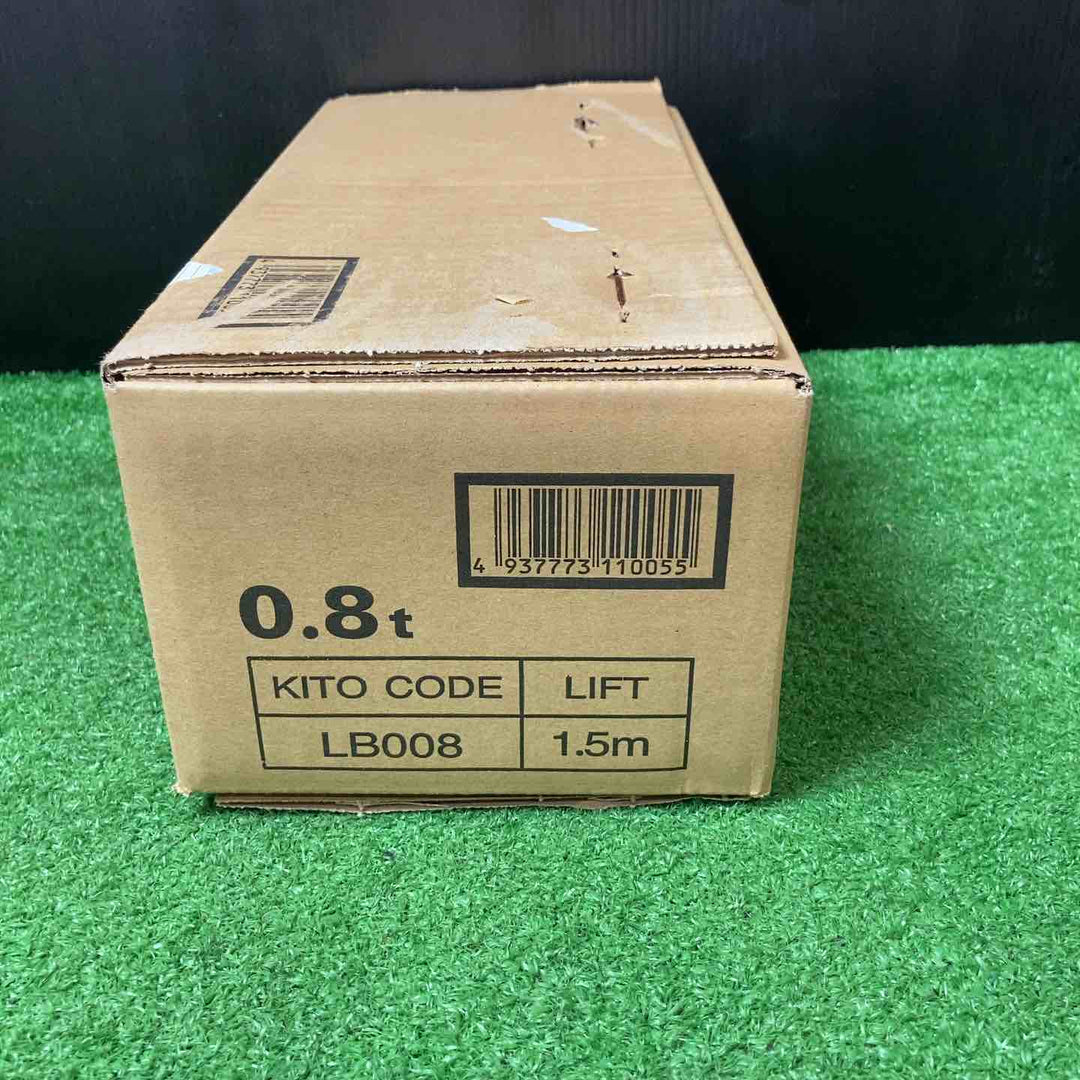 4 937773 110055
0.8t
KITO CODE LIFT
LB008 1.5m